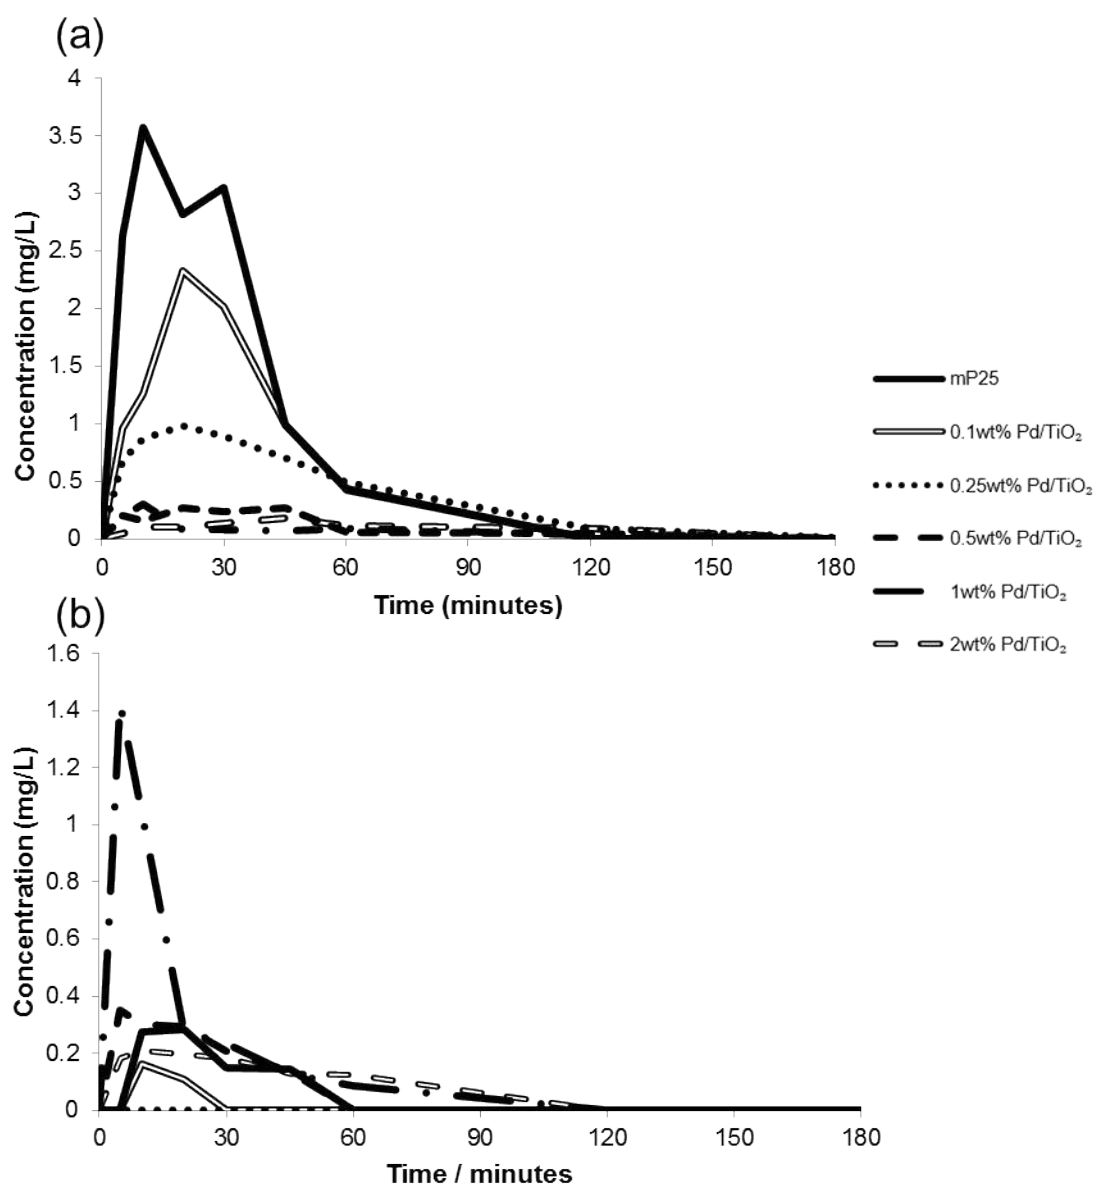 (a)
4
3.5
3
2.5
2
1.5
1
0.5
0
Concentration (mg/L)
0 30 60 90 120 150 180
Time (minutes)
mP25
0.1wt% Pd/TiO₂
0.25wt% Pd/TiO₂
0.5wt% Pd/TiO₂
1wt% Pd/TiO₂
2wt% Pd/TiO₂
(b)
1.6
1.4
1.2
1
0.8
0.6
0.4
0.2
0
Concentration (mg/L)
0 30 60 90 120 150 180
Time / minutes